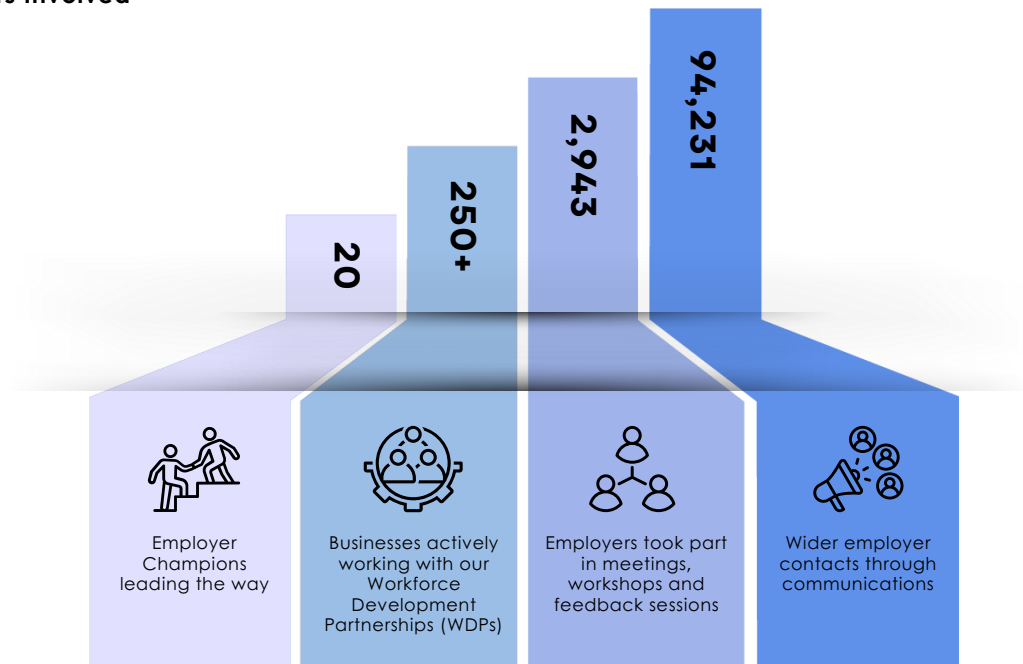 involved
20
250+
2,943
94,231
Employer
Champions
leading the way
Businesses actively
working with our
Workforce
Development
Partnerships (WDPs)
Employers took part
in meetings,
workshops and
feedback sessions
Wider employer
contacts through
communications